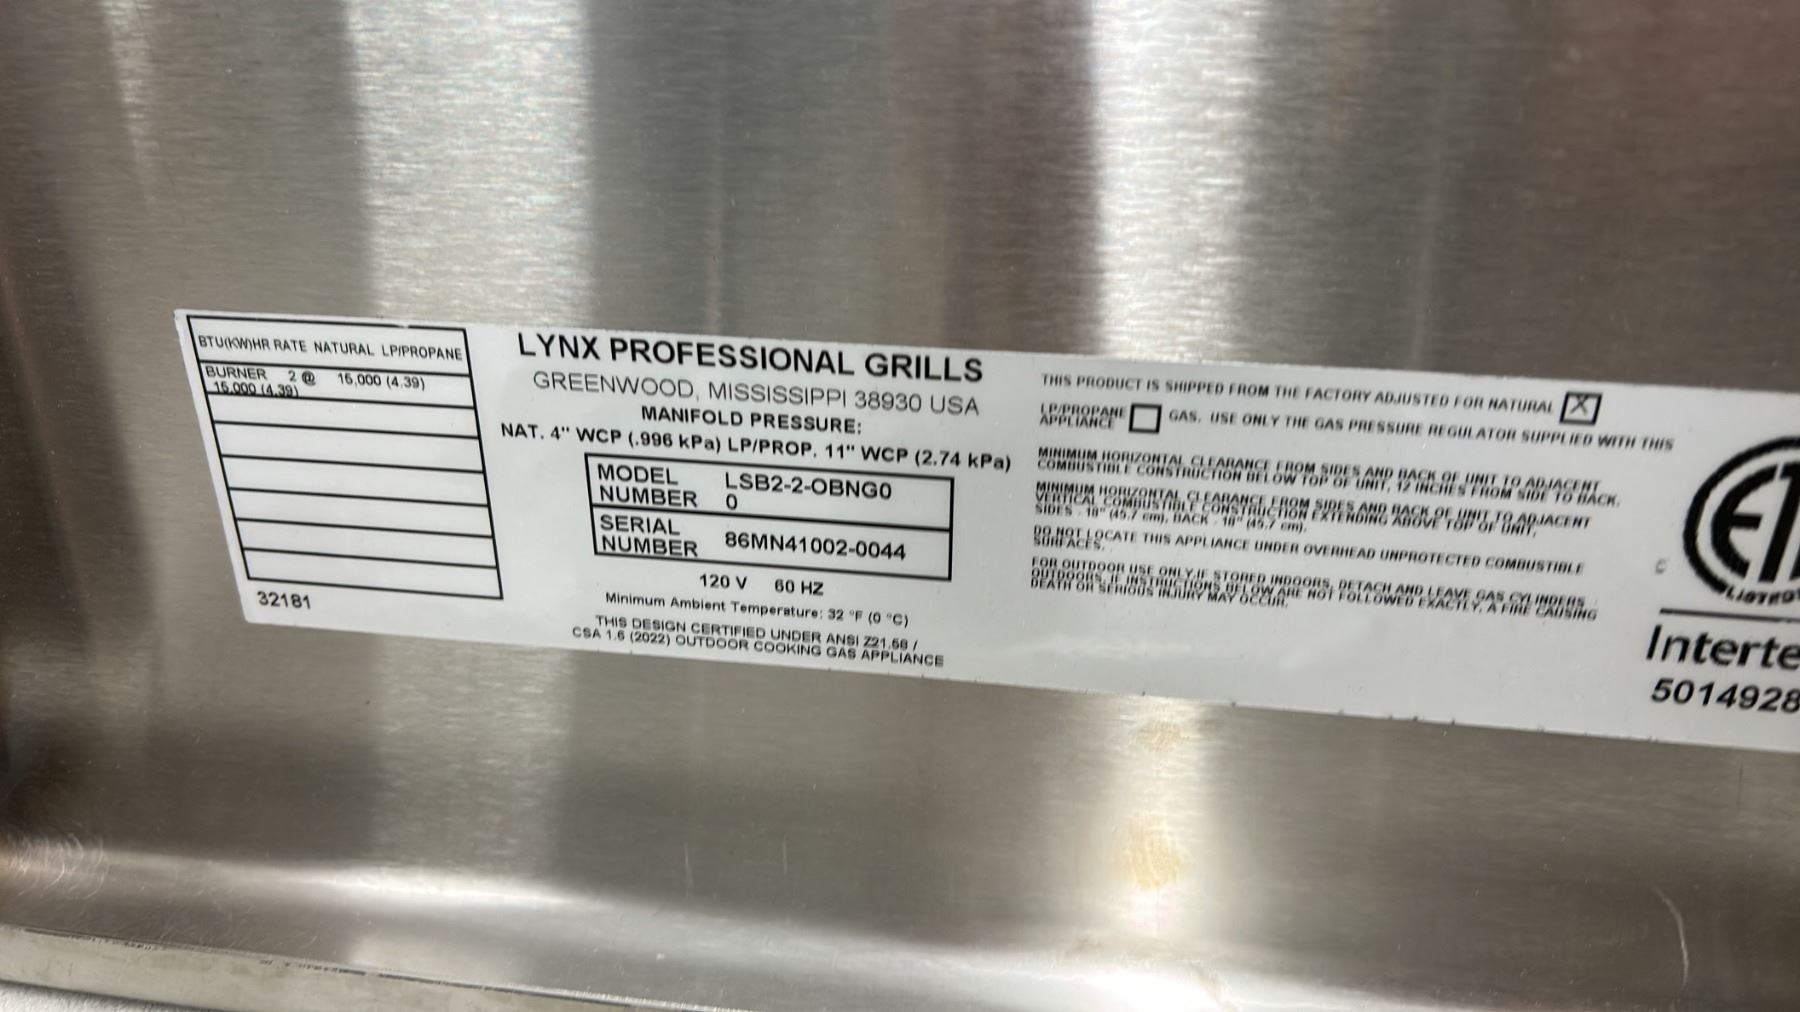 BTU(KW)HR RATE NATURAL LP/PROPANE
BURNER 2 @ 15,000 (4.39)
15,000 (4.39)
32181
LYNX PROFESSIONAL GRILLS
GREENWOOD, MISSISSIPPI 38930 USA
MANIFOLD PRESSURE:
NAT. 4" WCP (.996 kPa) LP/PROP. 11" WCP (2.74 kPa)
MODEL NUMBER LSB2-2-OBNG0
0
SERIAL NUMBER 86MN41002-0044
120 V 60 HZ
Minimum Ambient Temperature: 32 °F (0 °C)
THIS DESIGN CERTIFIED UNDER ANSI Z21.58 /
CSA 1.6 (2022) OUTDOOR COOKING GAS APPLIANCE
THIS PRODUCT IS SHIPPED FROM THE FACTORY ADJUSTED FOR NATURAL X
LP/PROPANE GAS. USE ONLY THE GAS PRESSURE REGULATOR SUPPLIED WITH THIS
APPLIANCE
MINIMUM HORIZONTAL CLEARANCE FROM SIDES AND BACK OF UNIT TO ADJACENT
COMBUSTIBLE CONSTRUCTION BELOW TOP OF UNIT, 12 INCHES FROM SIDE TO BACK.
MINIMUM HORIZONTAL CLEARANCE FROM SIDES AND BACK OF UNIT TO ADJACENT
VERTICAL COMBUSTIBLE CONSTRUCTION EXTENDING ABOVE TOP OF UNIT,
SIDES - 18" (45.7 cm), BACK - 18" (45.7 cm).
DO NOT LOCATE THIS APPLIANCE UNDER OVERHEAD UNPROTECTED COMBUSTIBLE
SURFACES.
FOR OUTDOOR USE ONLY.IF STORED INDOORS, DETACH AND LEAVE GAS CYLINDERS
OUTDOORS. IF INSTRUCTIONS BELOW ARE NOT FOLLOWED EXACTLY, A FIRE CAUSING
DEATH OR SERIOUS INJURY MAY OCCUR.
C
LISTED
Interte
5014928